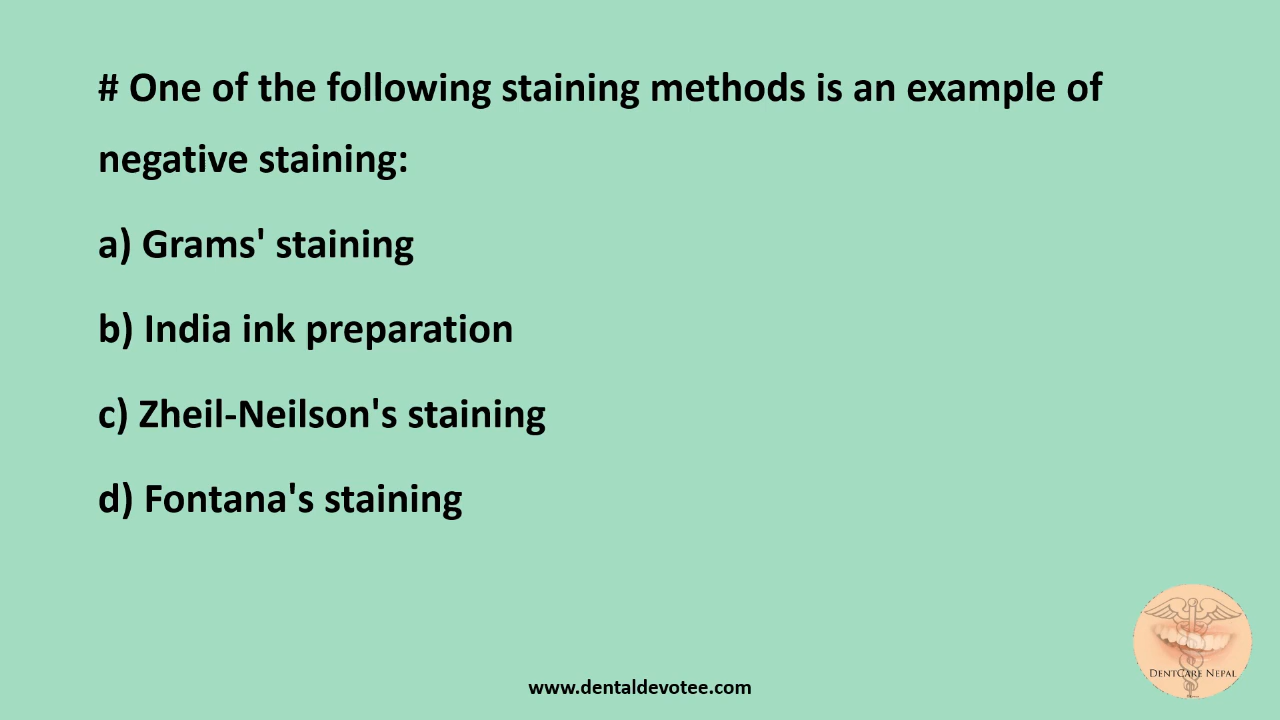 # One of the following staining methods is an example of
negative staining:
a) Grams' staining
b) India ink preparation
c) Zheil-Neilson's staining
d) Fontana's staining
DENTCARE NEPAL
www.dentaldevotee.com